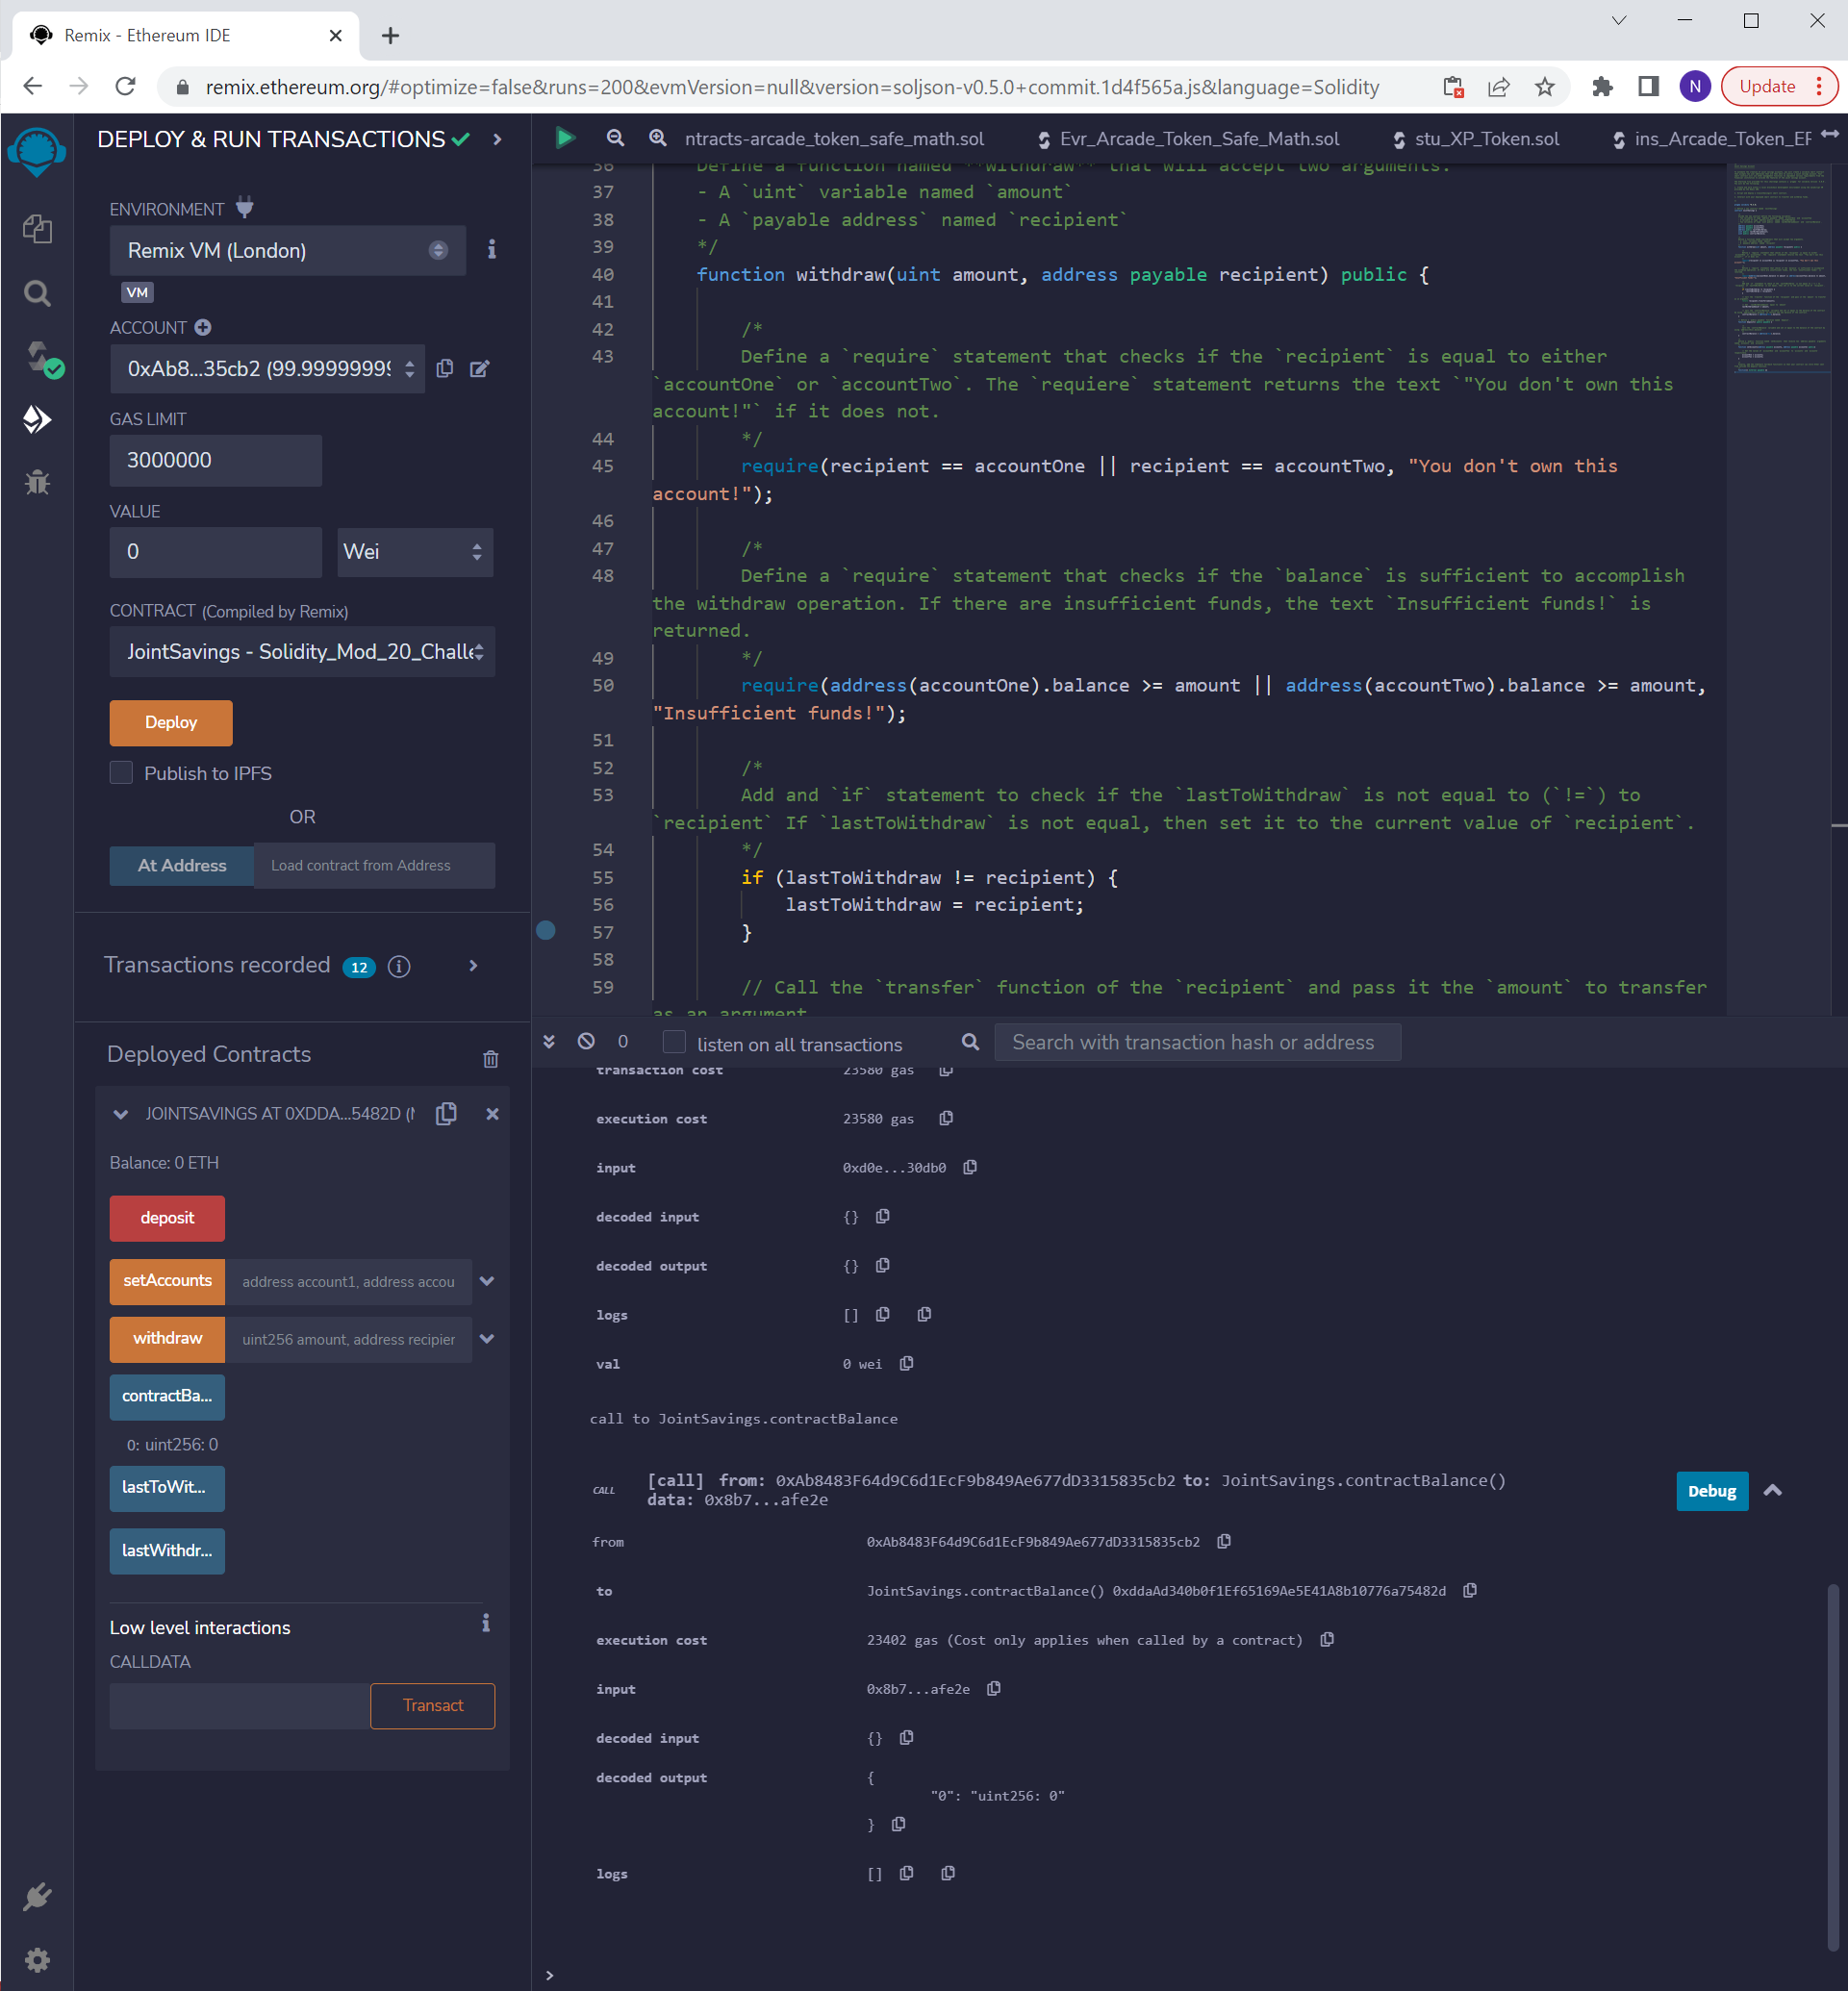 Remix - Ethereum IDE
remix.ethereum.org/#optimize=false&runs=200&evmVersion=null&version=soljson-v0.5.0+commit.1d4f565a.js&language=Solidity
N
Update
DEPLOY & RUN TRANSACTIONS
ENVIRONMENT
Remix VM (London)
VM
ACCOUNT
0xAb8...35cb2 (99.99999999
GAS LIMIT
3000000
VALUE
0
Wei
CONTRACT (Compiled by Remix)
JointSavings - Solidity_Mod_20_Challe
Deploy
Publish to IPFS
OR
At Address
Load contract from Address
Transactions recorded 12 i
Deployed Contracts
JOINTSAVINGS AT 0XDDA...5482D (M
Balance: 0 ETH
deposit
setAccounts
address account1, address accou
withdraw
uint256 amount, address recipier
contractBa...
0: uint256: 0
lastToWit...
lastWithdr...
Low level interactions
CALLDATA
Transact
ntracts-arcade_token_safe_math.sol
Evr_Arcade_Token_Safe_Math.sol
stu_XP_Token.sol
ins_Arcade_Token_EF
36 Define a function named `withdraw` that will accept two arguments.
37 - A `uint` variable named `amount`
38 - A `payable address` named `recipient`
39 */
40 function withdraw(uint amount, address payable recipient) public {
41
42 /*
43 Define a `require` statement that checks if the `recipient` is equal to either
`accountOne` or `accountTwo`. The `requiere` statement returns the text `"You don't own this
account!"` if it does not.
44 */
45 require(recipient == accountOne || recipient == accountTwo, "You don't own this
account!");
46
47 /*
48 Define a `require` statement that checks if the `balance` is sufficient to accomplish
the withdraw operation. If there are insufficient funds, the text `Insufficient funds!` is
returned.
49 */
50 require(address(accountOne).balance >= amount || address(accountTwo).balance >= amount,
"Insufficient funds!");
51
52 /*
53 Add and `if` statement to check if the `lastToWithdraw` is not equal to (`!=`) to
`recipient` If `lastToWithdraw` is not equal, then set it to the current value of `recipient`.
54 */
55 if (lastToWithdraw != recipient) {
56 lastToWithdraw = recipient;
57 }
58
59 // Call the `transfer` function of the `recipient` and pass it the `amount` to transfer
as an argument
0
listen on all transactions
Search with transaction hash or address
transaction cost 23580 gas
execution cost 23580 gas
input 0xd0e...30db0
decoded input {}
decoded output {}
logs []
val 0 wei
call to JointSavings.contractBalance
CALL [call] from: 0xAb8483F64d9C6d1EcF9b849Ae677dD3315835cb2 to: JointSavings.contractBalance()
data: 0x8b7...afe2e
Debug
from 0xAb8483F64d9C6d1EcF9b849Ae677dD3315835cb2
to JointSavings.contractBalance() 0xddaAd340b0f1Ef65169Ae5E41A8b10776a75482d
execution cost 23402 gas (Cost only applies when called by a contract)
input 0x8b7...afe2e
decoded input {}
decoded output {
"0": "uint256: 0"
}
logs []
>